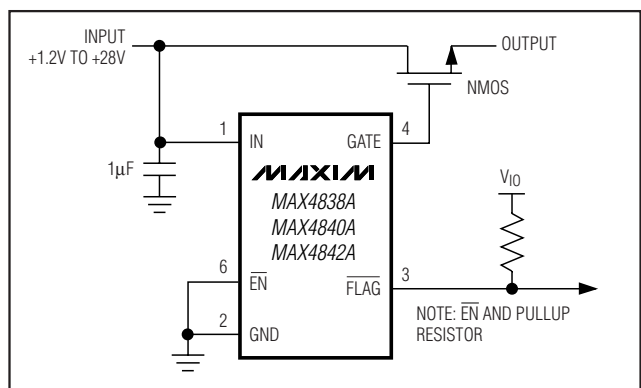 INPUT
+1.2V TO +28V
OUTPUT
NMOS
1
IN
GATE
4
1μF
MAXIM
MAX4838A
MAX4840A
MAX4842A
V_IO
6
EN
FLAG
3
2
GND
NOTE: EN AND PULLUP
RESISTOR